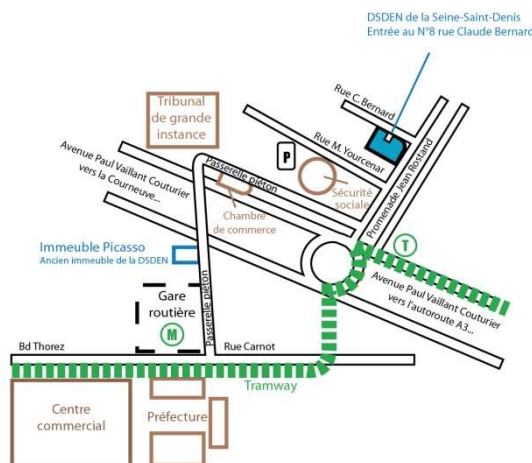 DSDEN de la Seine-Saint-Denis
Entrée au N°8 rue Claude Bernard
Rue C. Bernard
Tribunal
de grande
instance
Rue M. Yourcenar
P
Passerelle piéton
Avenue Paul Vaillant Couturier
vers la Courneuve...
Sécurité
sociale
Promenade Jean Rostand
Chambre
de commerce
T
Immeuble Picasso
Ancien immeuble de la DSDEN
Avenue Paul Vaillant Couturier
vers l'autoroute A3...
Gare
routière
M
Passerelle piéton
Bd Thorez
Rue Carnot
Tramway
Centre
commercial
Préfecture